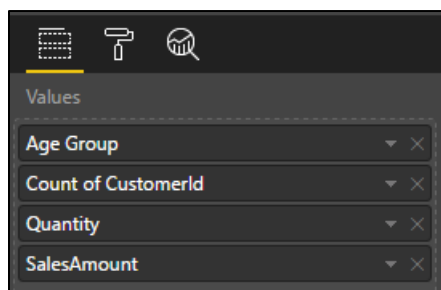 Values
Age Group
Count of CustomerId
Quantity
SalesAmount